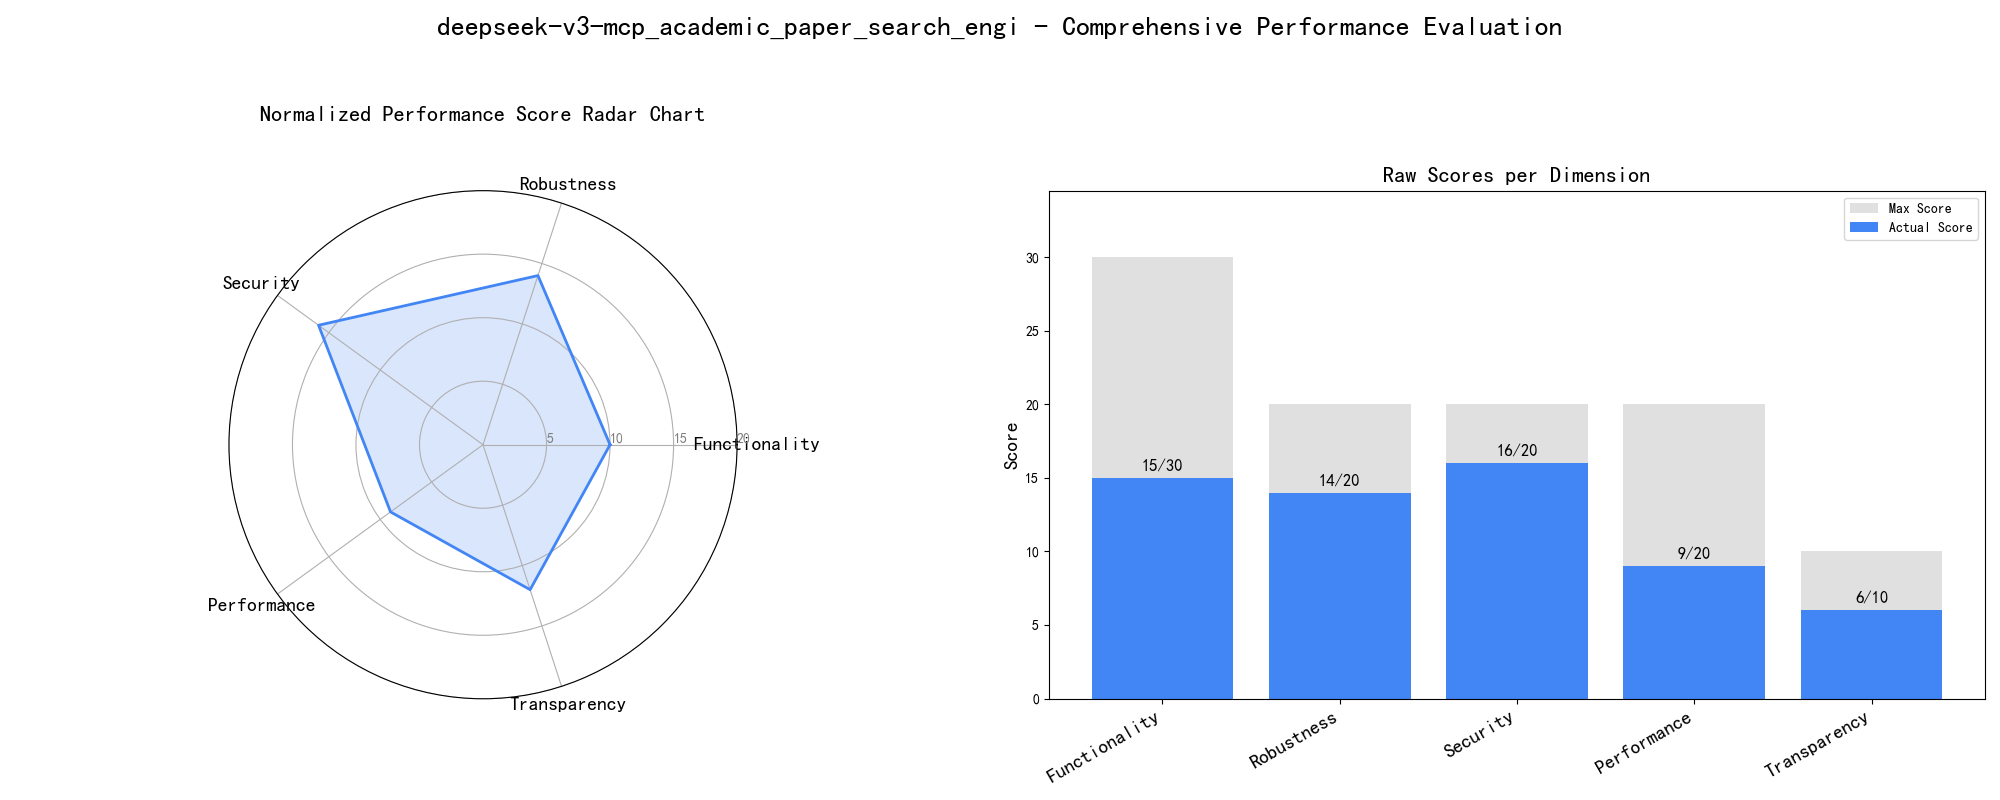 deepseek-v3-mcp_academic_paper_search_engi - Comprehensive Performance Evaluation
Normalized Performance Score Radar Chart
Robustness
Security
5
10
15
20
Functionality
Performance
Transparency
Raw Scores per Dimension
Max Score
Actual Score
Score
30
25
20
15
10
5
0
15/30
14/20
16/20
9/20
6/10
Functionality
Robustness
Security
Performance
Transparency